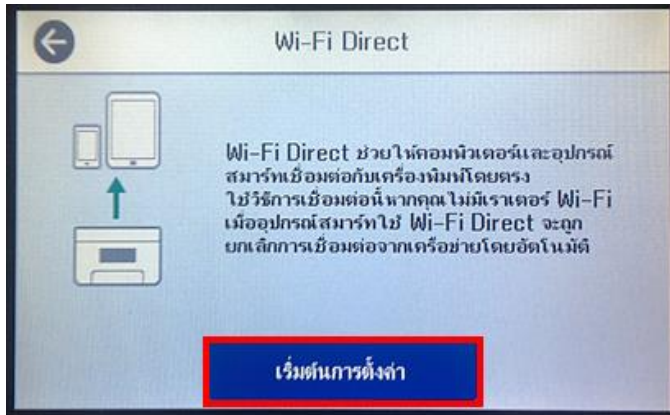 Wi-Fi Direct
Wi-Fi Direct ช่วยให้คอมพิวเตอร์และอุปกรณ์
สมาร์ทเชื่อมต่อกับเครื่องพิมพ์โดยตรง
ใช้วิธีการเชื่อมต่อนี้หากคุณไม่มีเราเตอร์ Wi-Fi
เมื่ออุปกรณ์สมาร์ทใช้ Wi-Fi Direct จะถูก
ยกเลิกการเชื่อมต่อจากเครือข่ายโดยอัตโนมัติ
เริ่มต้นการตั้งค่า